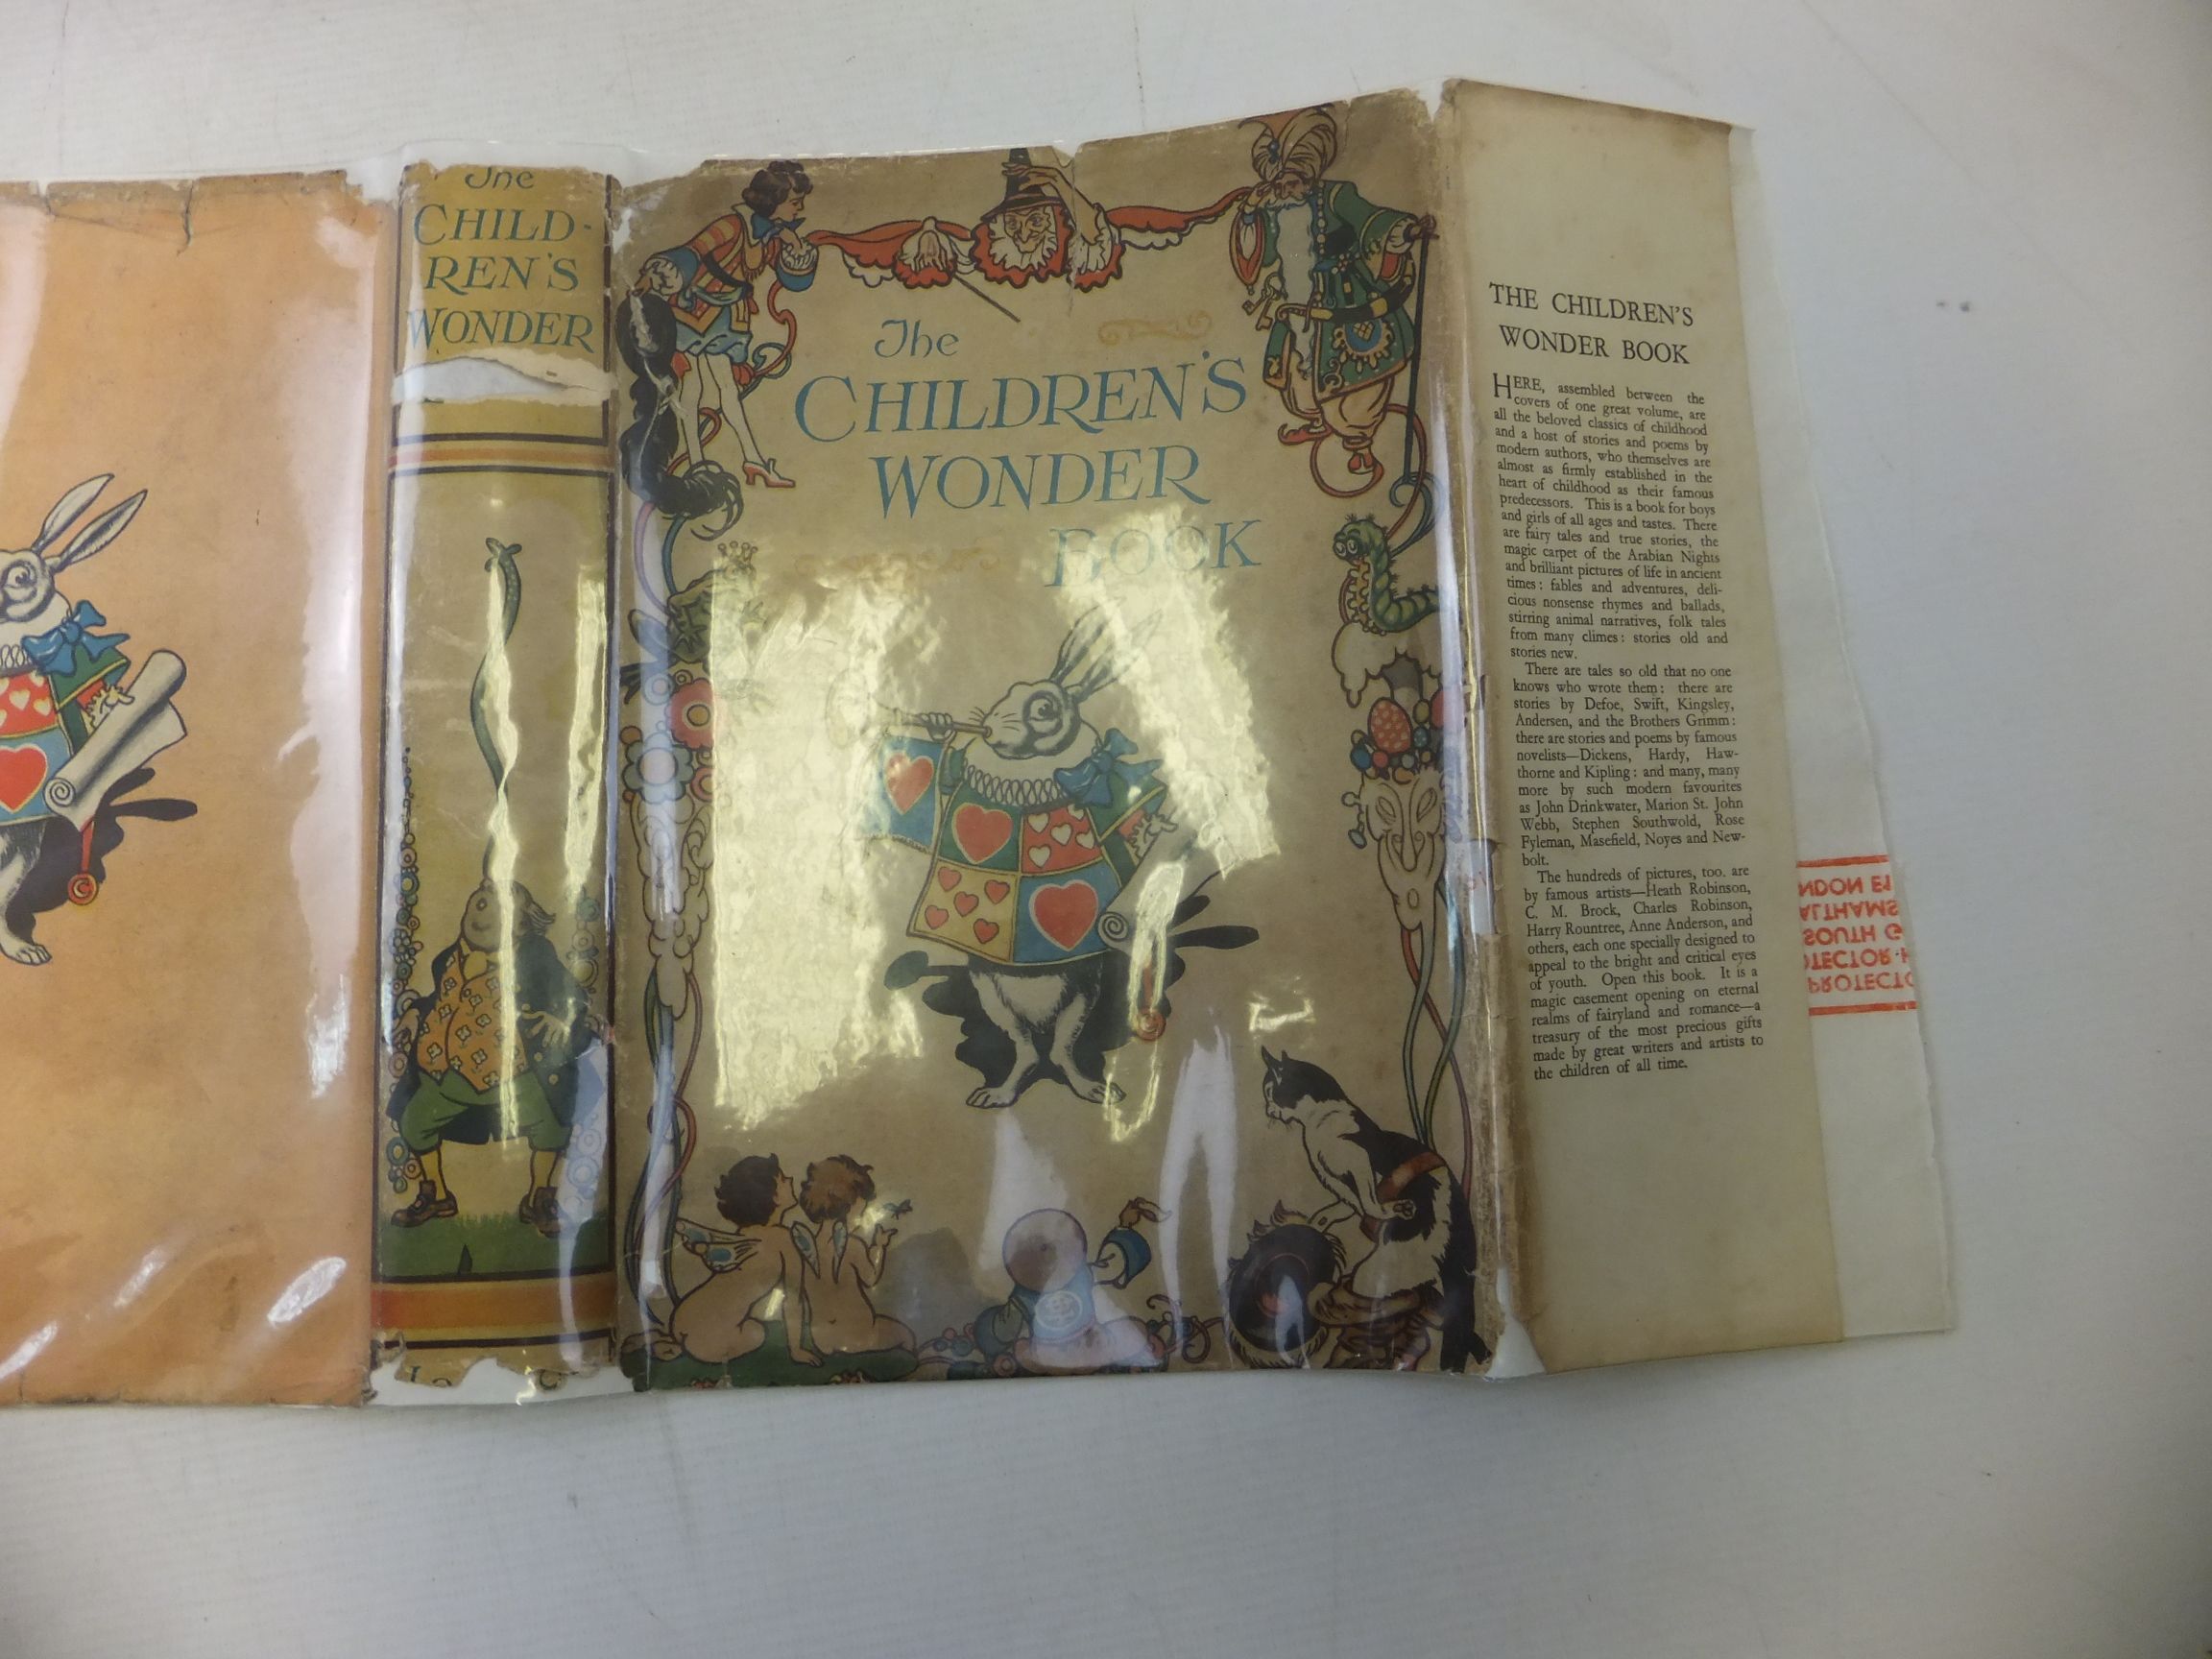 The
CHILD-
REN'S
WONDER
The
CHILDREN'S
WONDER
BOOK
THE CHILDREN'S
WONDER BOOK
HERE, assembled between the
covers of one great volume, are
all the beloved classics of childhood
and a host of stories and poems by
modern authors, who themselves are
almost as firmly established in the
heart of childhood as their famous
predecessors. This is a book for boys
and girls of all ages and tastes. There
are fairy tales and true stories, the
magic carpet of the Arabian Nights
and brilliant pictures of life in ancient
times: fables and adventures, deli-
cious nonsense rhymes and ballads,
stirring animal narratives, folk tales
from many climes: stories old and
stories new.
There are tales so old that no one
knows who wrote them: there are
stories by Defoe, Swift, Kingsley,
Andersen, and the Brothers Grimm:
there are stories and poems by famous
novelists—Dickens, Hardy, Haw-
thorne and Kipling: and many, many
more by such modern favourites
as John Drinkwater, Marion St. John
Webb, Stephen Southwold, Rose
Fyleman, Masefield, Noyes and New-
bolt.
The hundreds of pictures, too, are
by famous artists—Heath Robinson,
C. M. Brock, Charles Robinson,
Harry Rountree, Anne Anderson, and
others, each one specially designed to
appeal to the bright and critical eyes
of youth. Open this book. It is a
magic casement opening on eternal
realms of fairyland and romance—a
treasury of the most precious gifts
made by great writers and artists to
the children of all time.
PROTECTO
OTECTOR·H
SOUTH G
ALTHAMS
NDON E1